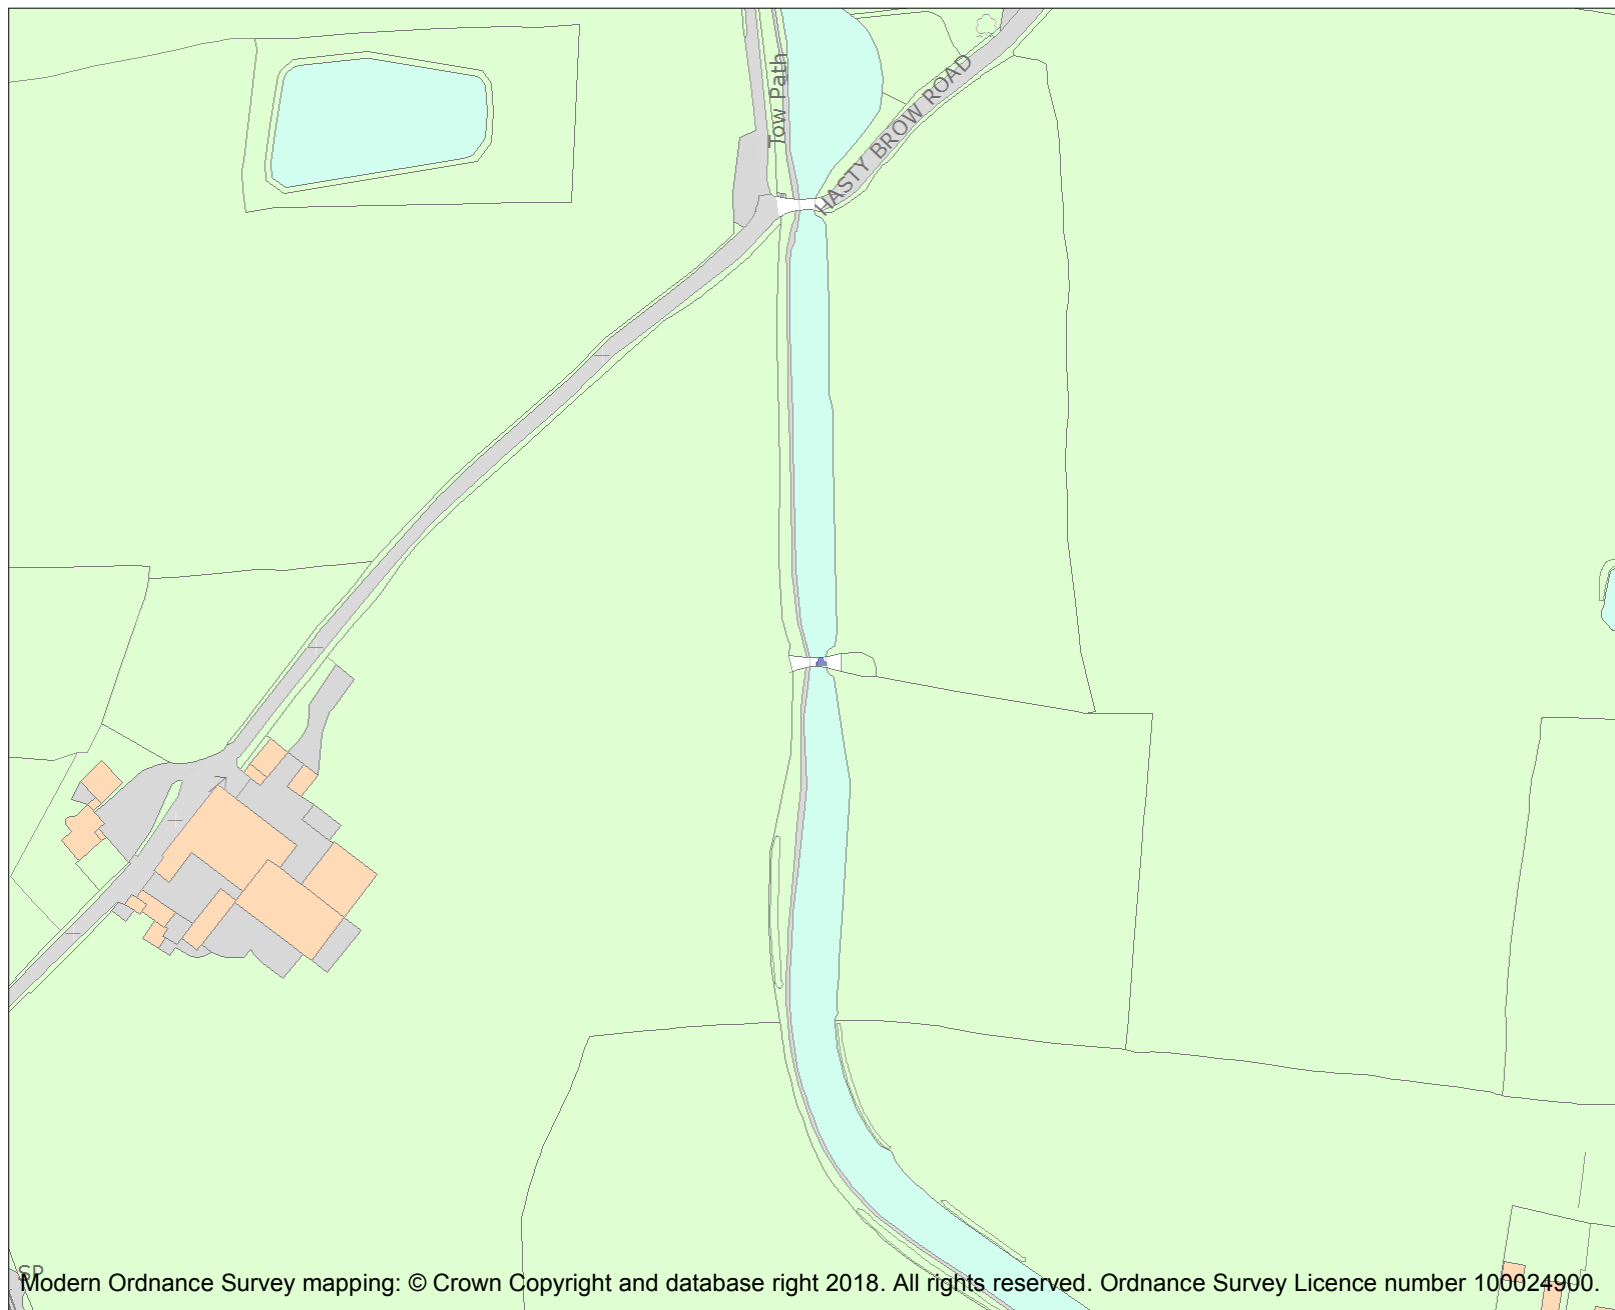 Tow Path
HASTY BROW ROAD
SP
Modern Ordnance Survey mapping: © Crown Copyright and database right 2018. All rights reserved. Ordnance Survey Licence number 100024900.